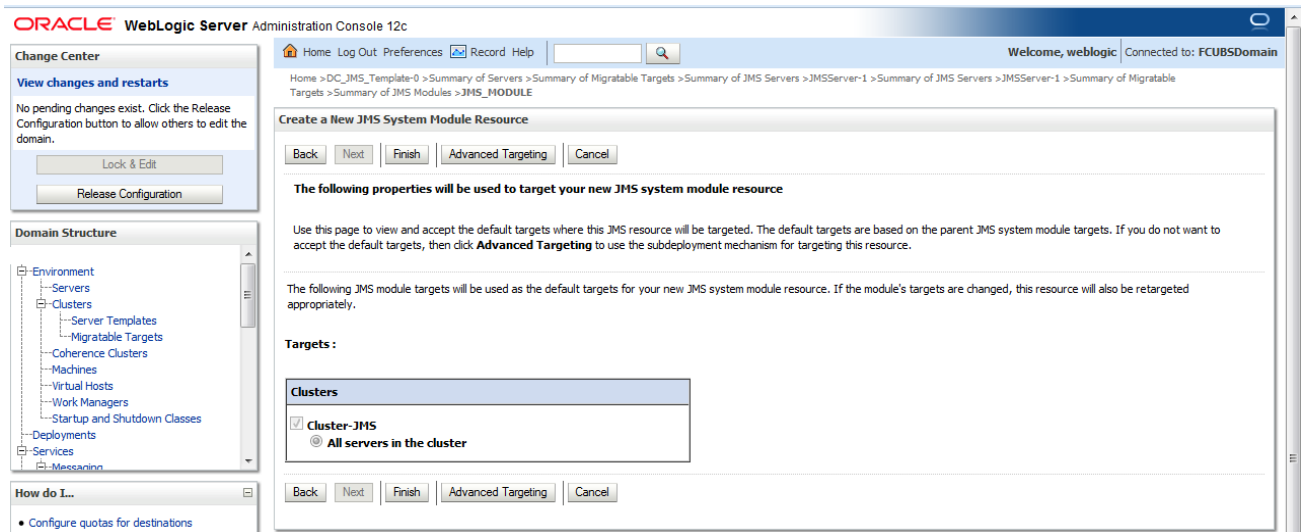 ORACLE WebLogic Server Administration Console 12c
Change Center
View changes and restarts
No pending changes exist. Click the Release
Configuration button to allow others to edit the
domain.
Lock & Edit
Release Configuration
Domain Structure
Environment
Servers
Clusters
Server Templates
Migratable Targets
Coherence Clusters
Machines
Virtual Hosts
Work Managers
Startup and Shutdown Classes
Deployments
Services
Messaging
How do I...
Configure quotas for destinations
Home Log Out Preferences Record Help
Welcome, weblogic Connected to: FCUBSDomain
Home >DC_JMS_Template-0 >Summary of Servers >Summary of Migratable Targets >Summary of JMS Servers >JMSServer-1 >Summary of JMS Servers >JMSServer-1 >Summary of Migratable
Targets >Summary of JMS Modules >JMS_MODULE
Create a New JMS System Module Resource
Back Next Finish Advanced Targeting Cancel
The following properties will be used to target your new JMS system module resource
Use this page to view and accept the default targets where this JMS resource will be targeted. The default targets are based on the parent JMS system module targets. If you do not want to
accept the default targets, then click Advanced Targeting to use the subdeployment mechanism for targeting this resource.
The following JMS module targets will be used as the default targets for your new JMS system module resource. If the module's targets are changed, this resource will also be retargeted
appropriately.
Targets :
Clusters
Cluster-JMS
All servers in the cluster
Back Next Finish Advanced Targeting Cancel